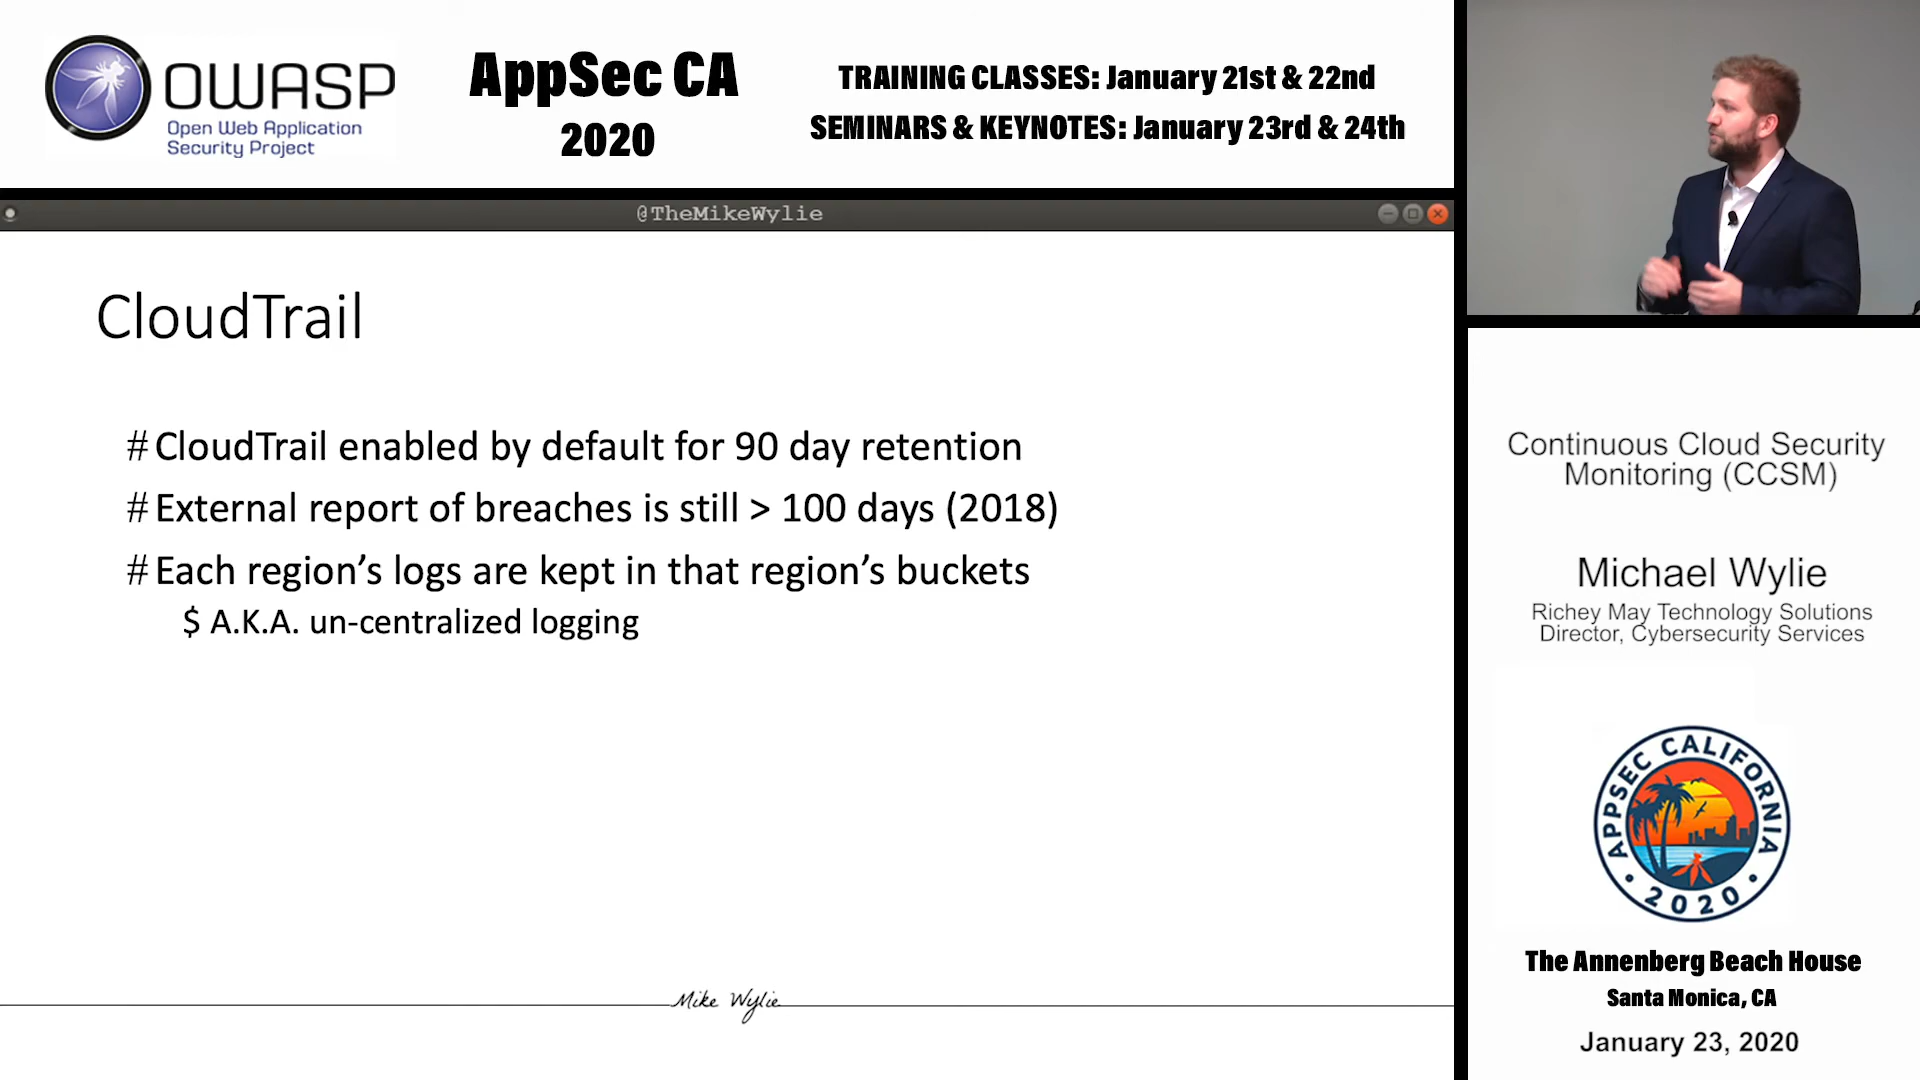 OWASP
Open Web Application
Security Project
AppSec CA
2020
TRAINING CLASSES: January 21st & 22nd
SEMINARS & KEYNOTES: January 23rd & 24th
@TheMikeWylie
CloudTrail
# CloudTrail enabled by default for 90 day retention
# External report of breaches is still > 100 days (2018)
# Each region’s logs are kept in that region’s buckets
$ A.K.A. un-centralized logging
Mike Wylie
Continuous Cloud Security
Monitoring (CCSM)
Michael Wylie
Richey May Technology Solutions
Director, Cybersecurity Services
APPSEC CALIFORNIA
• 2020 •
The Annenberg Beach House
Santa Monica, CA
January 23, 2020